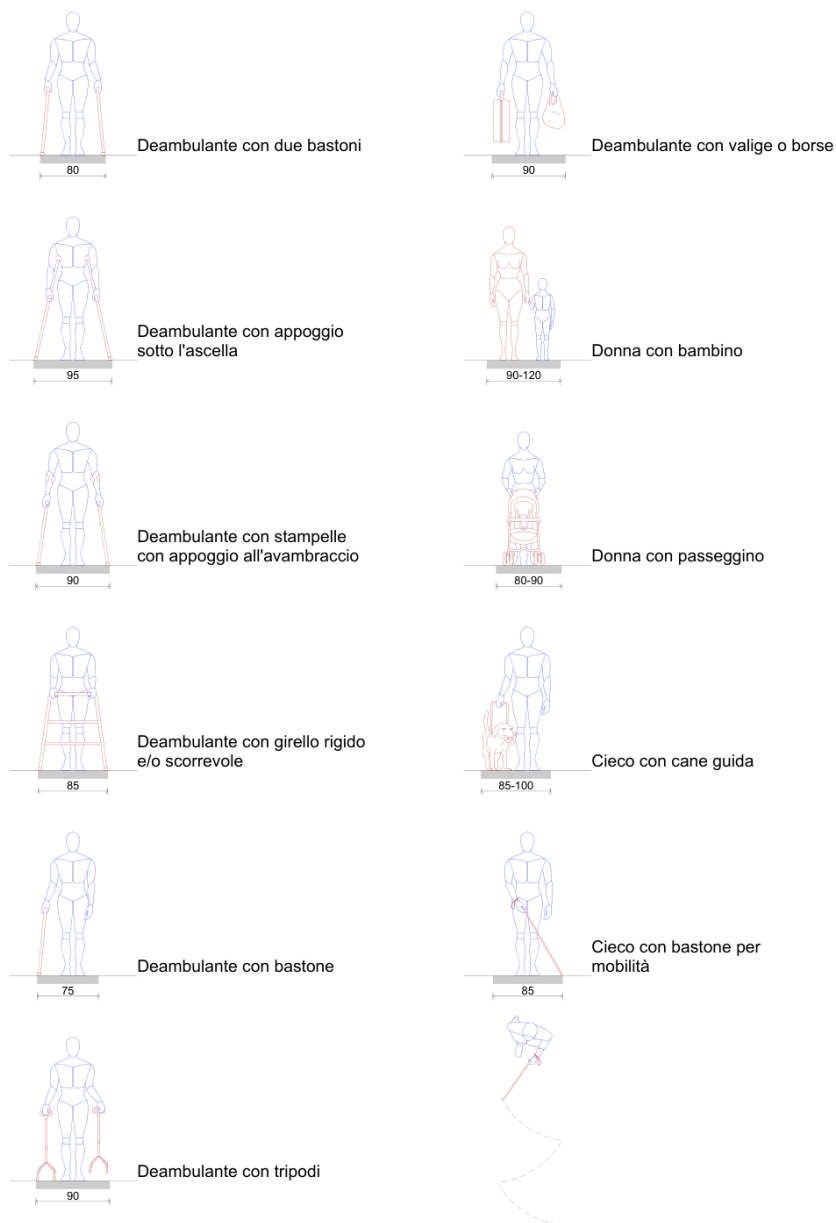 Deambulante con due bastoni
80
Deambulante con appoggio
sotto l'ascella
95
Deambulante con stampelle
con appoggio all'avambraccio
90
Deambulante con girello rigido
e/o scorrevole
85
Deambulante con bastone
75
Deambulante con tripodi
90
Deambulante con valige o borse
90
Donna con bambino
90-120
Donna con passeggino
80-90
Cieco con cane guida
85-100
Cieco con bastone per
mobilità
85